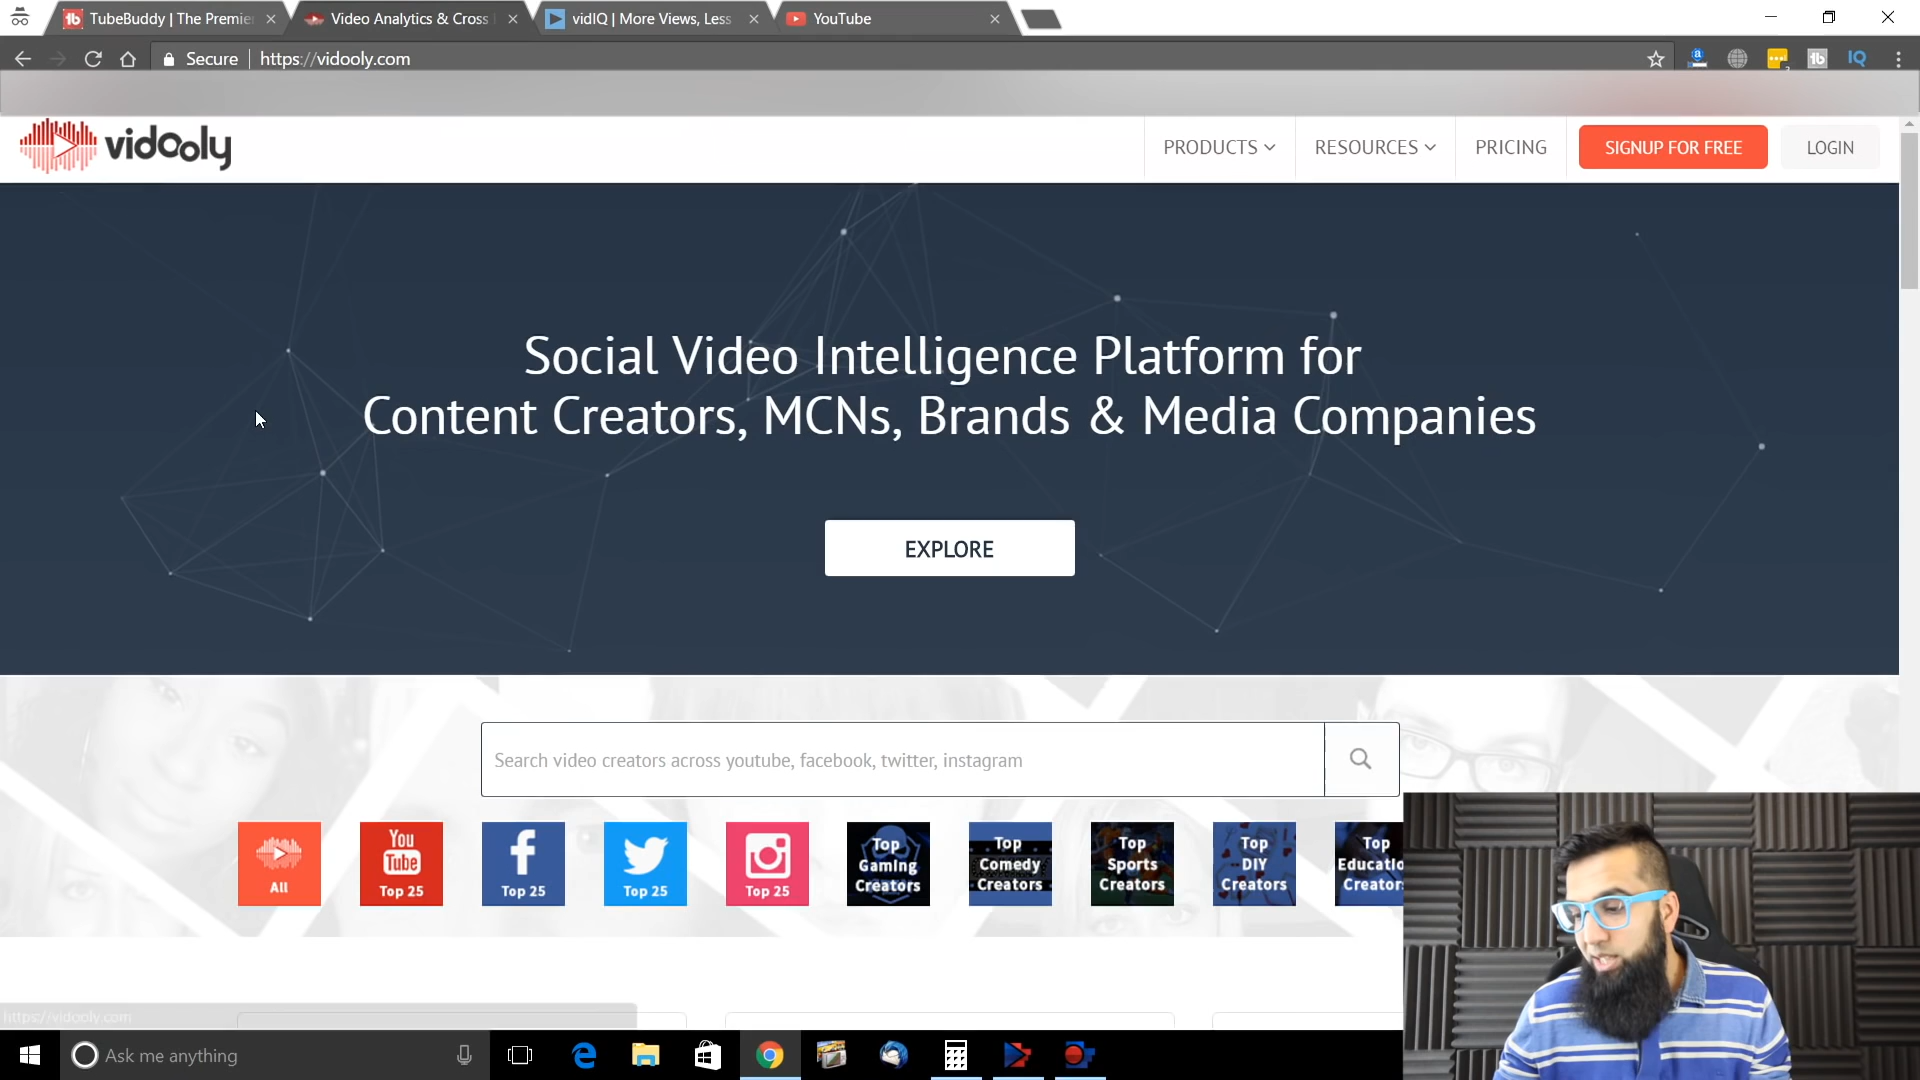 TubeBuddy | The Premie
Video Analytics & Cross
vidIQ | More Views, Less
YouTube
Secure
https://vidooly.com
IQ
vidooly
PRODUCTS
RESOURCES
PRICING
SIGNUP FOR FREE
LOGIN
Social Video Intelligence Platform for
Content Creators, MCNs, Brands & Media Companies
EXPLORE
Search video creators across youtube, facebook, twitter, instagram
All
You
Tube
Top 25
Top 25
Top 25
Top 25
Top
Gaming
Creators
Top
Comedy
Creators
Top
Sports
Creators
Top
DIY
Creators
Top
Educatio
Creator
https://vidooly.com
Ask me anything